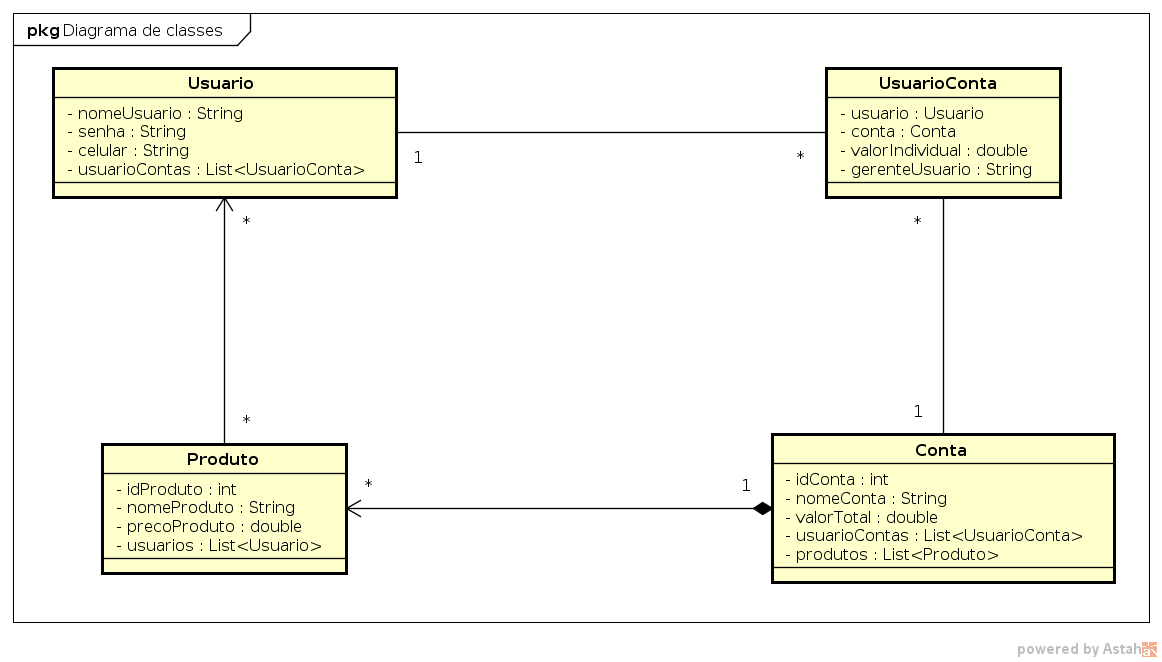 pkg Diagrama de classes
Usuario
- nomeUsuario : String
- senha : String
- celular : String
- usuarioContas : List<UsuarioConta>
UsuarioConta
- usuario : Usuario
- conta : Conta
- valorIndividual : double
- gerenteUsuario : String
1
*
*
*
*
1
Produto
- idProduto : int
- nomeProduto : String
- precoProduto : double
- usuarios : List<Usuario>
*
1
Conta
- idConta : int
- nomeConta : String
- valorTotal : double
- usuarioContas : List<UsuarioConta>
- produtos : List<Produto>
powered by Astah